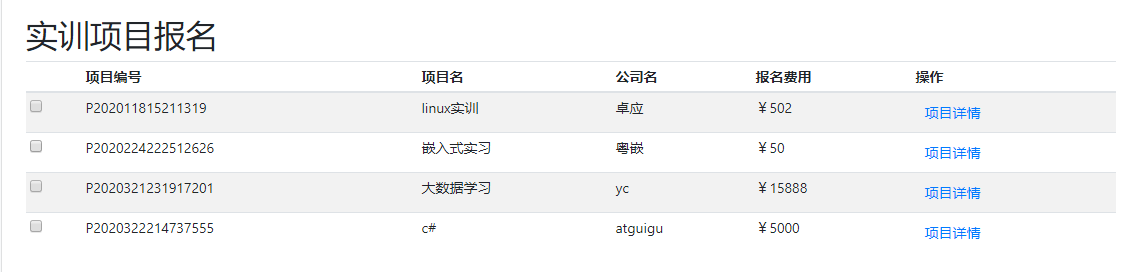 实训项目报名
项目编号 项目名 公司名 报名费用 操作
P202011815211319 linux实训 卓应 ￥502 项目详情
P2020224222512626 嵌入式实习 粤嵌 ￥50 项目详情
P2020321231917201 大数据学习 yc ￥15888 项目详情
P2020322214737555 c# atguigu ￥5000 项目详情